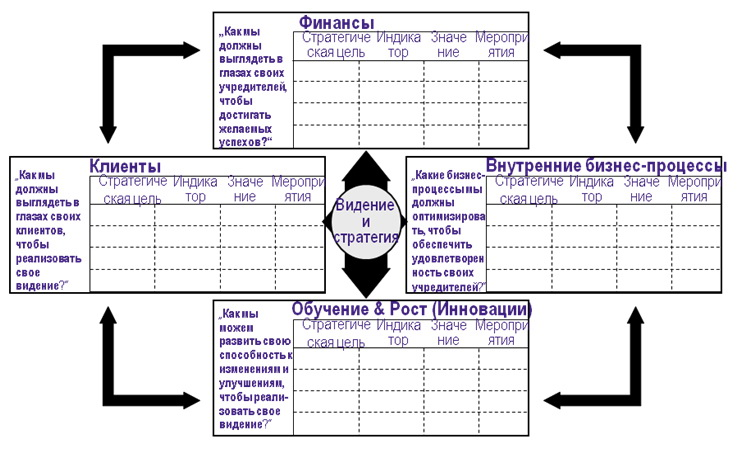 Финансы
„Как мы
должны
выглядеть в
глазах своих
учредителей,
чтобы
достигать
желаемых
успехов?“
Стратегиче Индика Значе Меропри
ская цель тор ние ятия
Клиенты
„Как мы
должны
выглядеть в
глазах своих
клиентов,
чтобы
реализовать
свое
видение?“
Стратегиче Индика Значе Меропри
ская цель тор ние ятия
Видение
и
стратегия
Внутренние бизнес-процессы
„Какие бизнес-
процессы мы
должны
оптимизирова
ть, чтобы
обеспечить
удовлетворен
ность своих
учредителей?“
Стратегиче Индика Значе Меропри
ская цель тор ние ятия
Обучение & Рост (Инновации)
„Как мы
можем
развить свою
способность к
изменениям и
улучшениям,
чтобы реали-
зовать свое
видение?“
Стратегиче Индика Значе Меропри
ская цель тор ние ятия